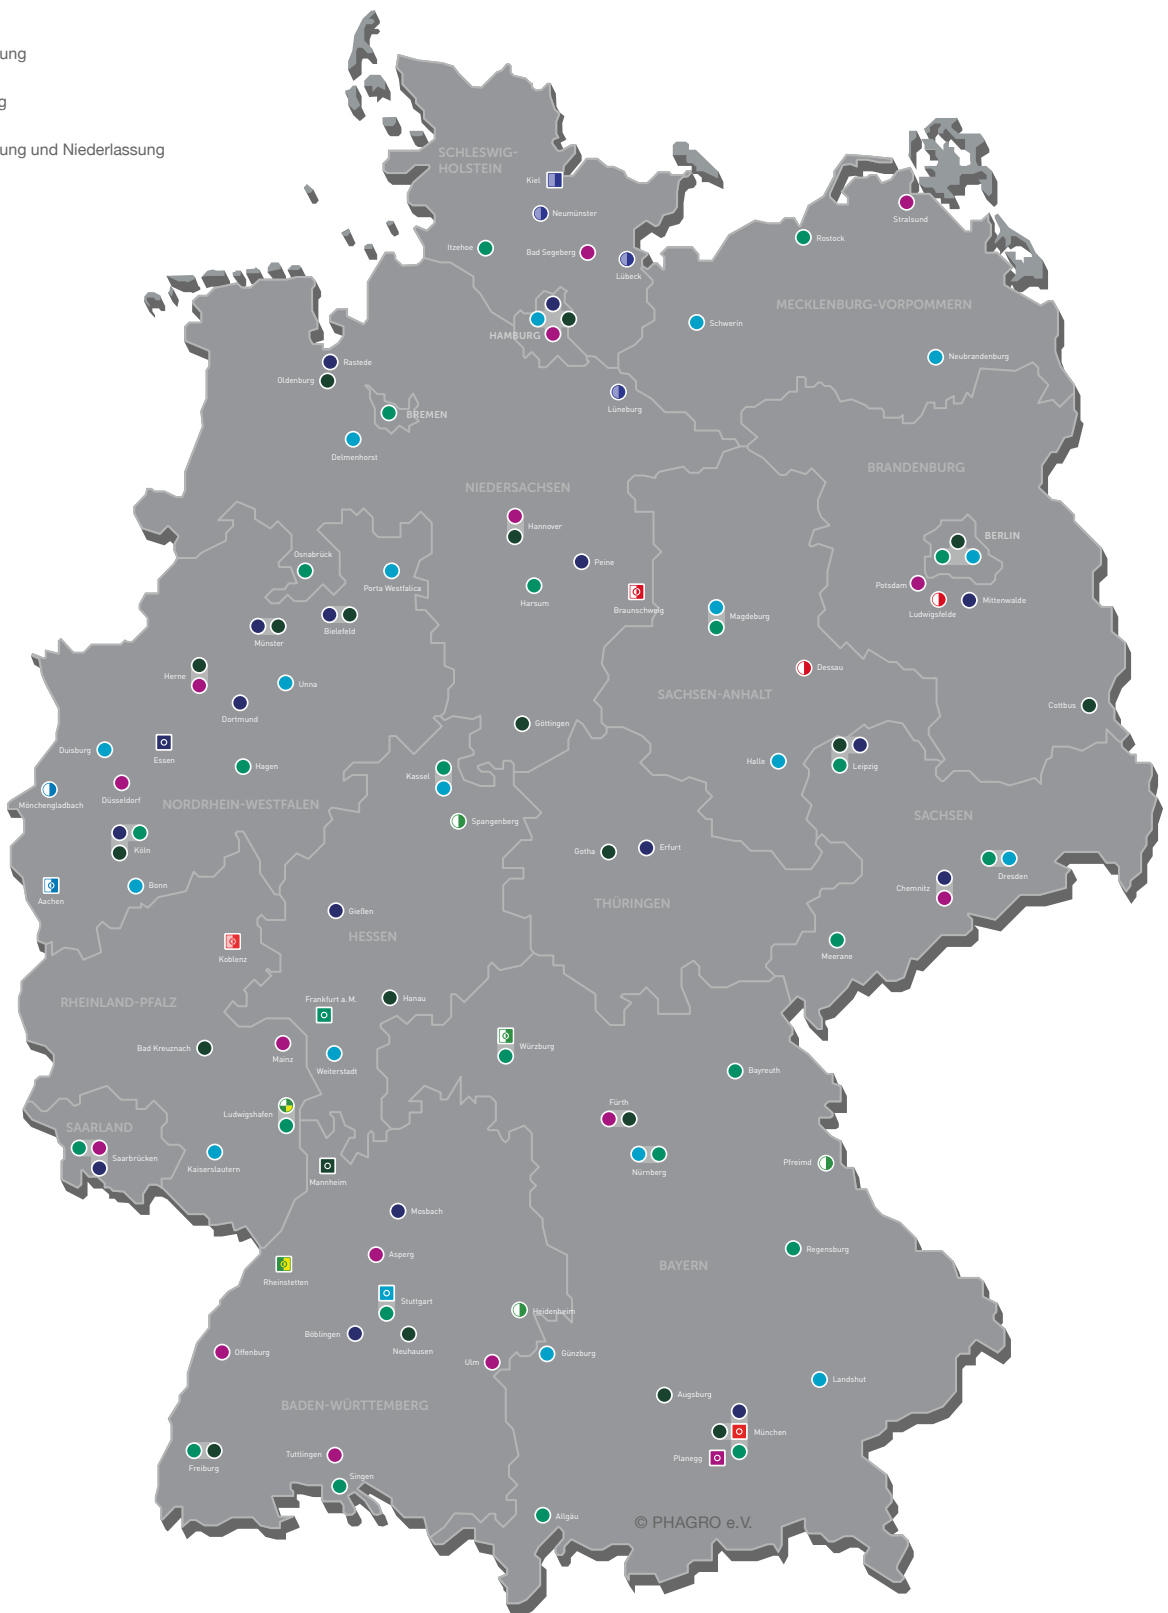 ung
g
ung und Niederlassung
SCHLESWIG-
HOLSTEIN
Kiel
Neumünster
Stralsund
Itzehoe
Bad Segeberg
Lübeck
Rostock
MECKLENBURG-VORPOMMERN
Schwerin
HAMBURG
Neubrandenburg
Rastede
Oldenburg
Lüneburg
BREMEN
Delmenhorst
BRANDENBURG
NIEDERSACHSEN
Hannover
BERLIN
Osnabrück
Peine
Porta Westfalica
Harsum
Potsdam
Braunschweig
Mittenwalde
Ludwigsfelde
Magdeburg
Bielefeld
Münster
Dessau
Herne
Unna
SACHSEN-ANHALT
Cottbus
Dortmund
Göttingen
Duisburg
Essen
Hagen
Halle
Leipzig
Kassel
Düsseldorf
Mönchengladbach
NORDRHEIN-WESTFALEN
SACHSEN
Spangenberg
Köln
Gotha
Erfurt
Dresden
Bonn
Chemnitz
Aachen
THÜRINGEN
Gießen
HESSEN
Meerane
Koblenz
RHEINLAND-PFALZ
Frankfurt a.M.
Hanau
Bad Kreuznach
Mainz
Würzburg
Weiterstadt
Bayreuth
Fürth
Ludwigshafen
SAARLAND
Saarbrücken
Kaiserslautern
Nürnberg
Pfreimd
Mannheim
Mosbach
Asperg
Regensburg
BAYERN
Rheinstetten
Stuttgart
Heidenheim
Böblingen
Neuhausen
Offenburg
Ulm
Günzburg
Landshut
Augsburg
BADEN-WÜRTTEMBERG
München
Tuttlingen
Planegg
Freiburg
Singen
Allgäu
© PHAGRO e.V.